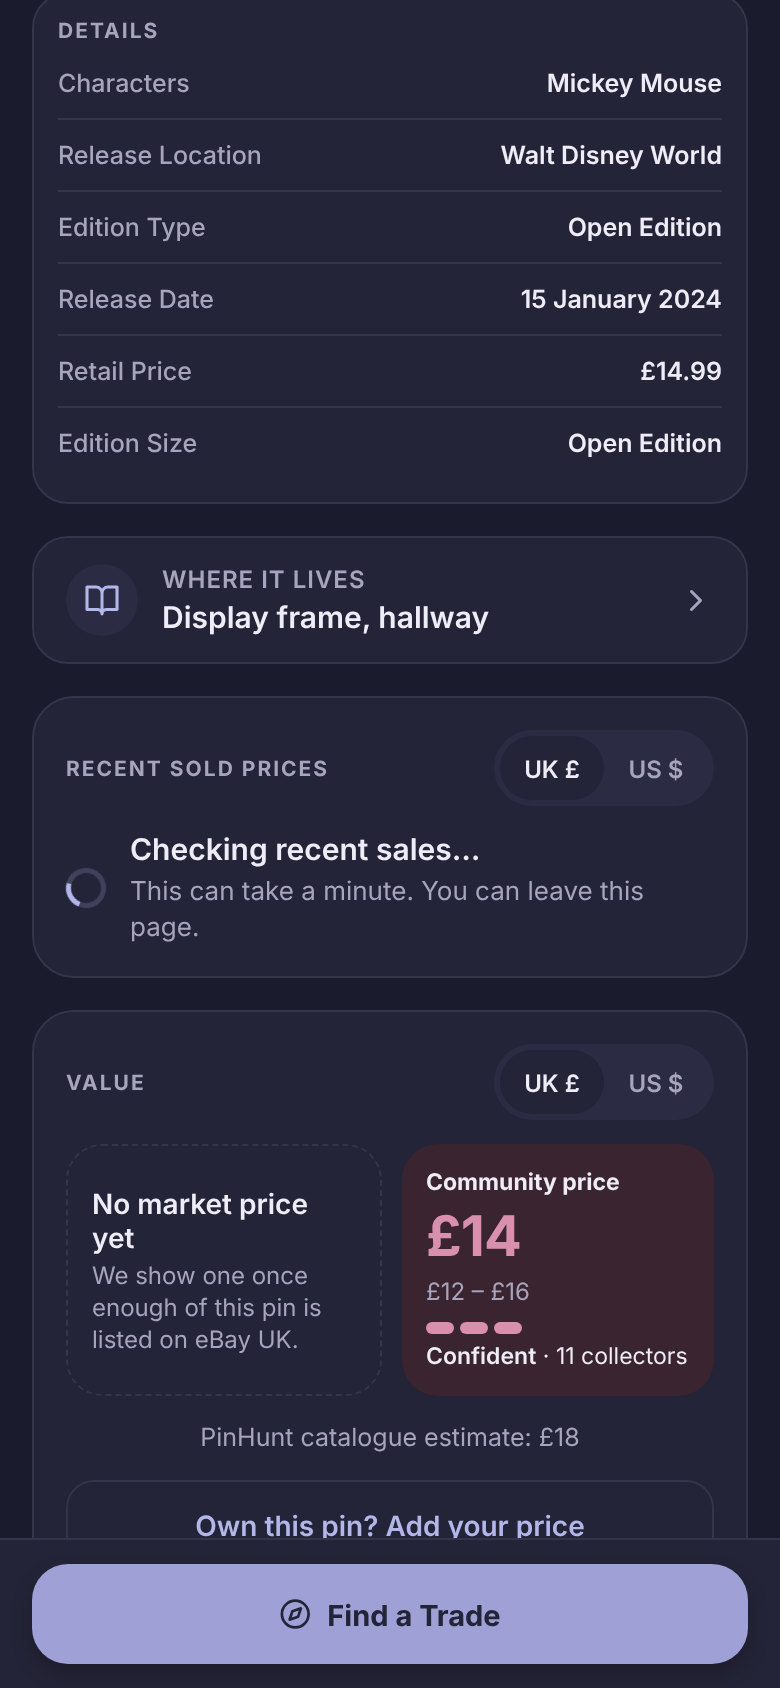 DETAILS
Characters Mickey Mouse
Release Location Walt Disney World
Edition Type Open Edition
Release Date 15 January 2024
Retail Price £14.99
Edition Size Open Edition
WHERE IT LIVES
Display frame, hallway
RECENT SOLD PRICES UK £ US $
Checking recent sales...
This can take a minute. You can leave this
page.
VALUE UK £ US $
No market price
yet
We show one once
enough of this pin is
listed on eBay UK.
Community price
£14
£12 – £16
Confident · 11 collectors
PinHunt catalogue estimate: £18
Own this pin? Add your price
Find a Trade